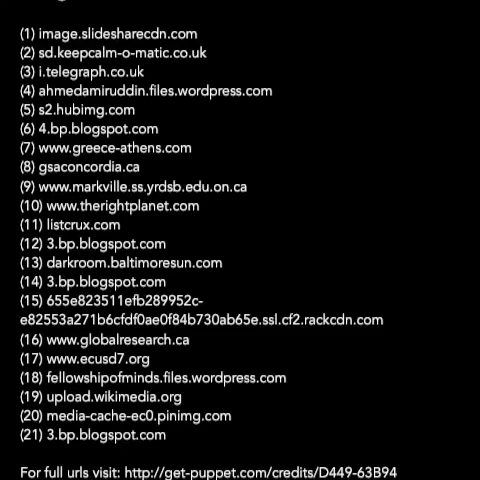 (1) image.slidesharecdn.com
(2) sd.keepcalm-o-matic.co.uk
(3) i.telegraph.co.uk
(4) ahmedamiruddin.files.wordpress.com
(5) s2.hubimg.com
(6) 4.bp.blogspot.com
(7) www.greece-athens.com
(8) gsaconcordia.ca
(9) www.markville.ss.yrdsb.edu.on.ca
(10) www.therightplanet.com
(11) listcrux.com
(12) 3.bp.blogspot.com
(13) darkroom.baltimoresun.com
(14) 3.bp.blogspot.com
(15) 655e823511efb289952c-
e82553a271b6cfdf0ae0f84b730ab65e.ssl.cf2.rackcdn.com
(16) www.globalresearch.ca
(17) www.ecusd7.org
(18) fellowshipofminds.files.wordpress.com
(19) upload.wikimedia.org
(20) media-cache-ec0.pinimg.com
(21) 3.bp.blogspot.com
For full urls visit: http://get-puppet.com/credits/D449-63B94